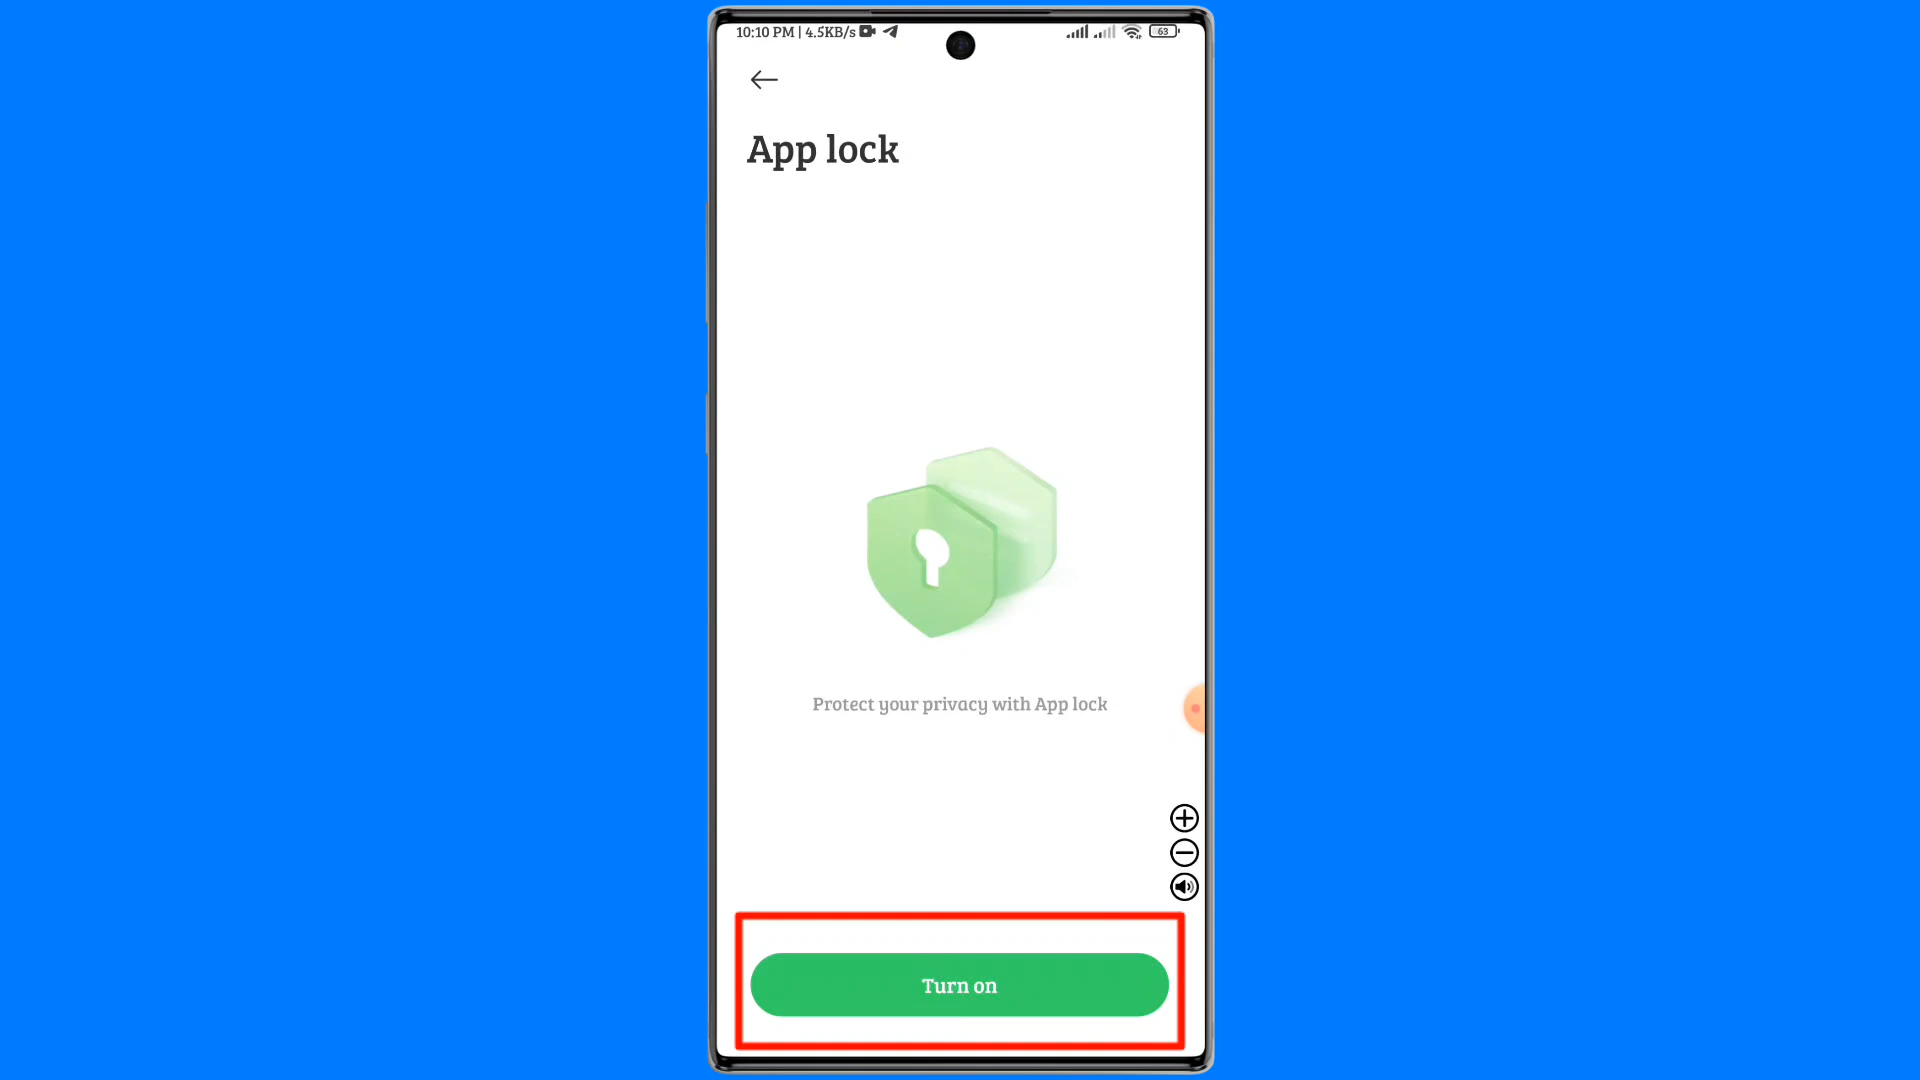 10:10 PM | 4.5KB/s 63
App lock
Protect your privacy with App lock
Turn on